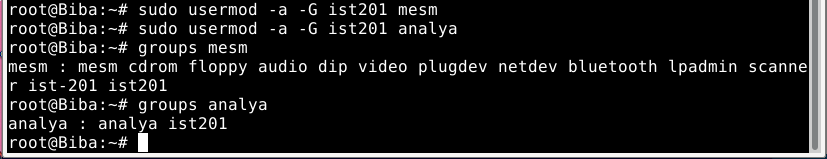 root@Biba:~# sudo usermod -a -G ist201 mesm
root@Biba:~# sudo usermod -a -G ist201 analya
root@Biba:~# groups mesm
mesm : mesm cdrom floppy audio dip video plugdev netdev bluetooth lpadmin scanne
r ist-201 ist201
root@Biba:~# groups analya
analya : analya ist201
root@Biba:~#